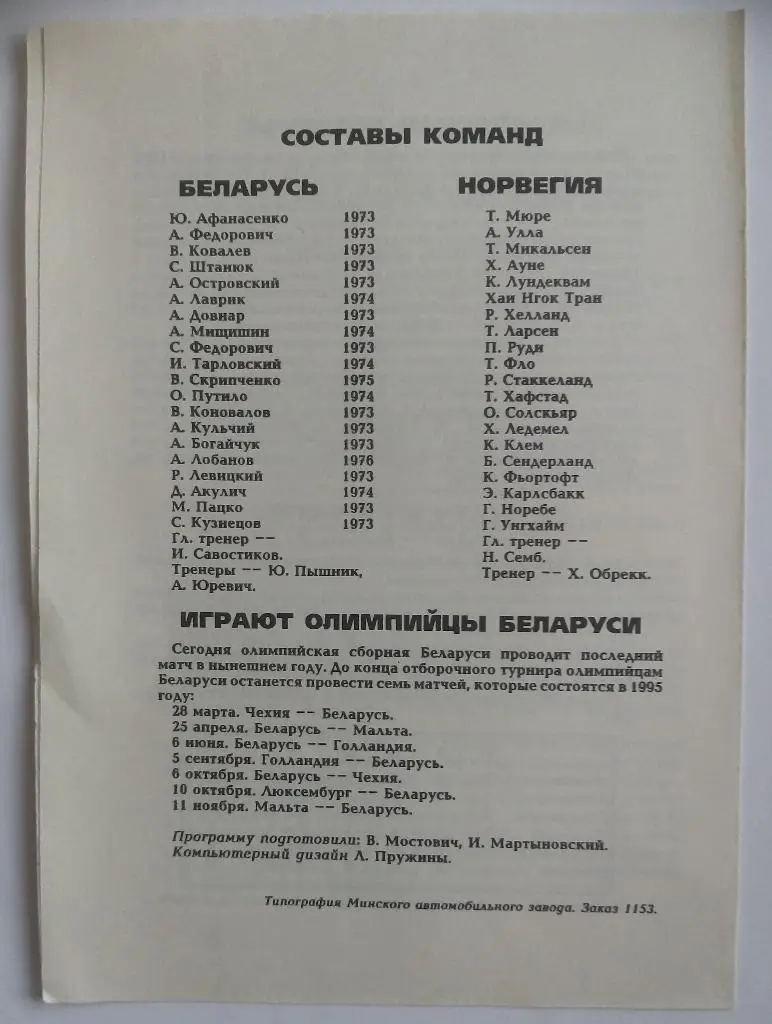 СОСТАВЫ КОМАНД
БЕЛАРУСЬ
Ю. Афанасенко 1973
А. Федорович 1973
В. Ковалев 1973
С. Штанюк 1973
А. Островский 1973
А. Лаврик 1974
А. Довнар 1973
А. Мищишин 1974
С. Федорович 1973
И. Тарловский 1974
В. Скрипченко 1975
О. Путило 1974
В. Коновалов 1973
А. Кульчий 1973
А. Богайчук 1973
А. Лобанов 1976
Р. Левицкий 1973
Д. Акулич 1974
М. Пацко 1973
С. Кузнецов 1973
Гл. тренер --
И. Савостиков.
Тренеры -- Ю. Пышник,
А. Юревич.
НОРВЕГИЯ
Т. Мюре
А. Улла
Т. Микальсен
Х. Ауне
К. Лундеквам
Хаи Нгок Тран
Р. Хелланд
Т. Ларсен
П. Руди
Т. Фло
Р. Стаккеланд
Т. Хафстад
О. Солскьяр
Х. Ледемел
К. Клем
Б. Сендерланд
К. Фьортофт
Э. Карлсбакк
Г. Норебе
Г. Унгхайм
Гл. тренер --
Н. Семб.
Тренер -- Х. Обрекк.
ИГРАЮТ ОЛИМПИЙЦЫ БЕЛАРУСИ
Сегодня олимпийская сборная Беларуси проводит последний
матч в нынешнем году. До конца отборочного турнира олимпийцам
Беларуси останется провести семь матчей, которые состоятся в 1995
году:
28 марта. Чехия -- Беларусь.
25 апреля. Беларусь -- Мальта.
6 июня. Беларусь -- Голландия.
5 сентября. Голландия -- Беларусь.
6 октября. Беларусь -- Чехия.
10 октября. Люксембург -- Беларусь.
11 ноября. Мальта -- Беларусь.
Программу подготовили: В. Мостович, И. Мартыновский.
Компьютерный дизайн Л. Пружины.
Типография Минского автомобильного завода. Заказ 1153.